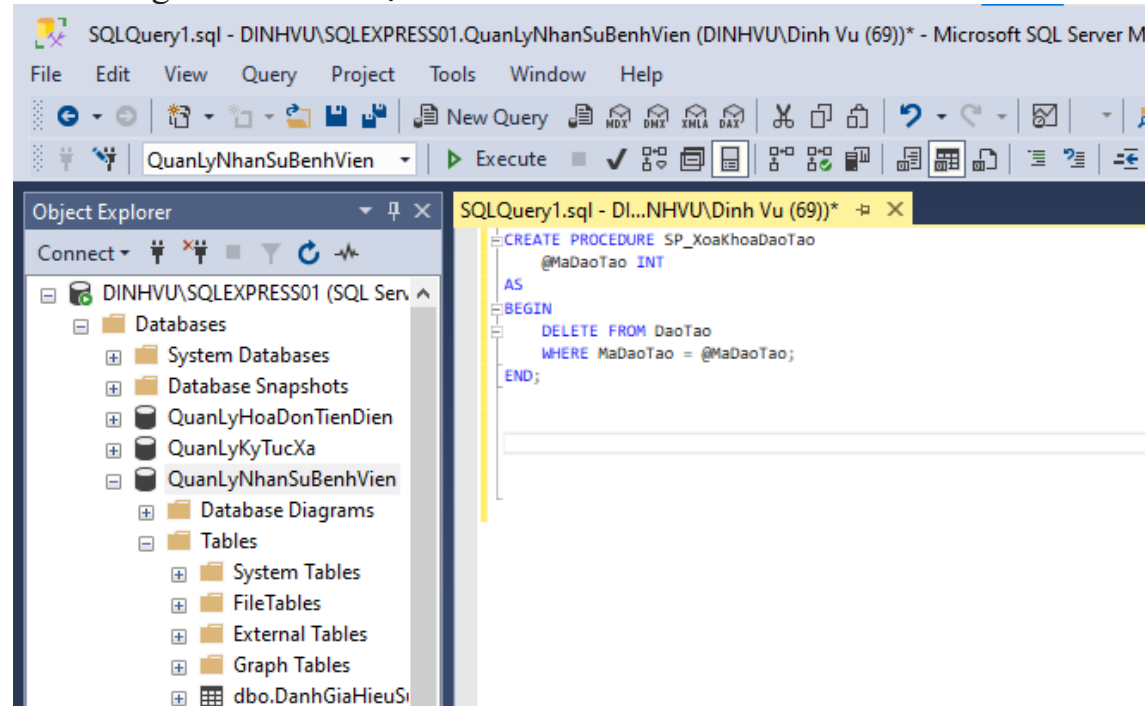 SQLQuery1.sql - DINHVU\SQLEXPRESS01.QuanLyNhanSuBenhVien (DINHVU\Dinh Vu (69))* - Microsoft SQL Server M
File Edit View Query Project Tools Window Help
New Query MDX DMX XMLA DAX
QuanLyNhanSuBenhVien Execute
Object Explorer
SQLQuery1.sql - DI...NHVU\Dinh Vu (69))*
Connect
DINHVU\SQLEXPRESS01 (SQL Serv
Databases
System Databases
Database Snapshots
QuanLyHoaDonTienDien
QuanLyKyTucXa
QuanLyNhanSuBenhVien
Database Diagrams
Tables
System Tables
FileTables
External Tables
Graph Tables
dbo.DanhGiaHieuSu
CREATE PROCEDURE SP_XoaKhoaDaoTao
@MaDaoTao INT
AS
BEGIN
DELETE FROM DaoTao
WHERE MaDaoTao = @MaDaoTao;
END;